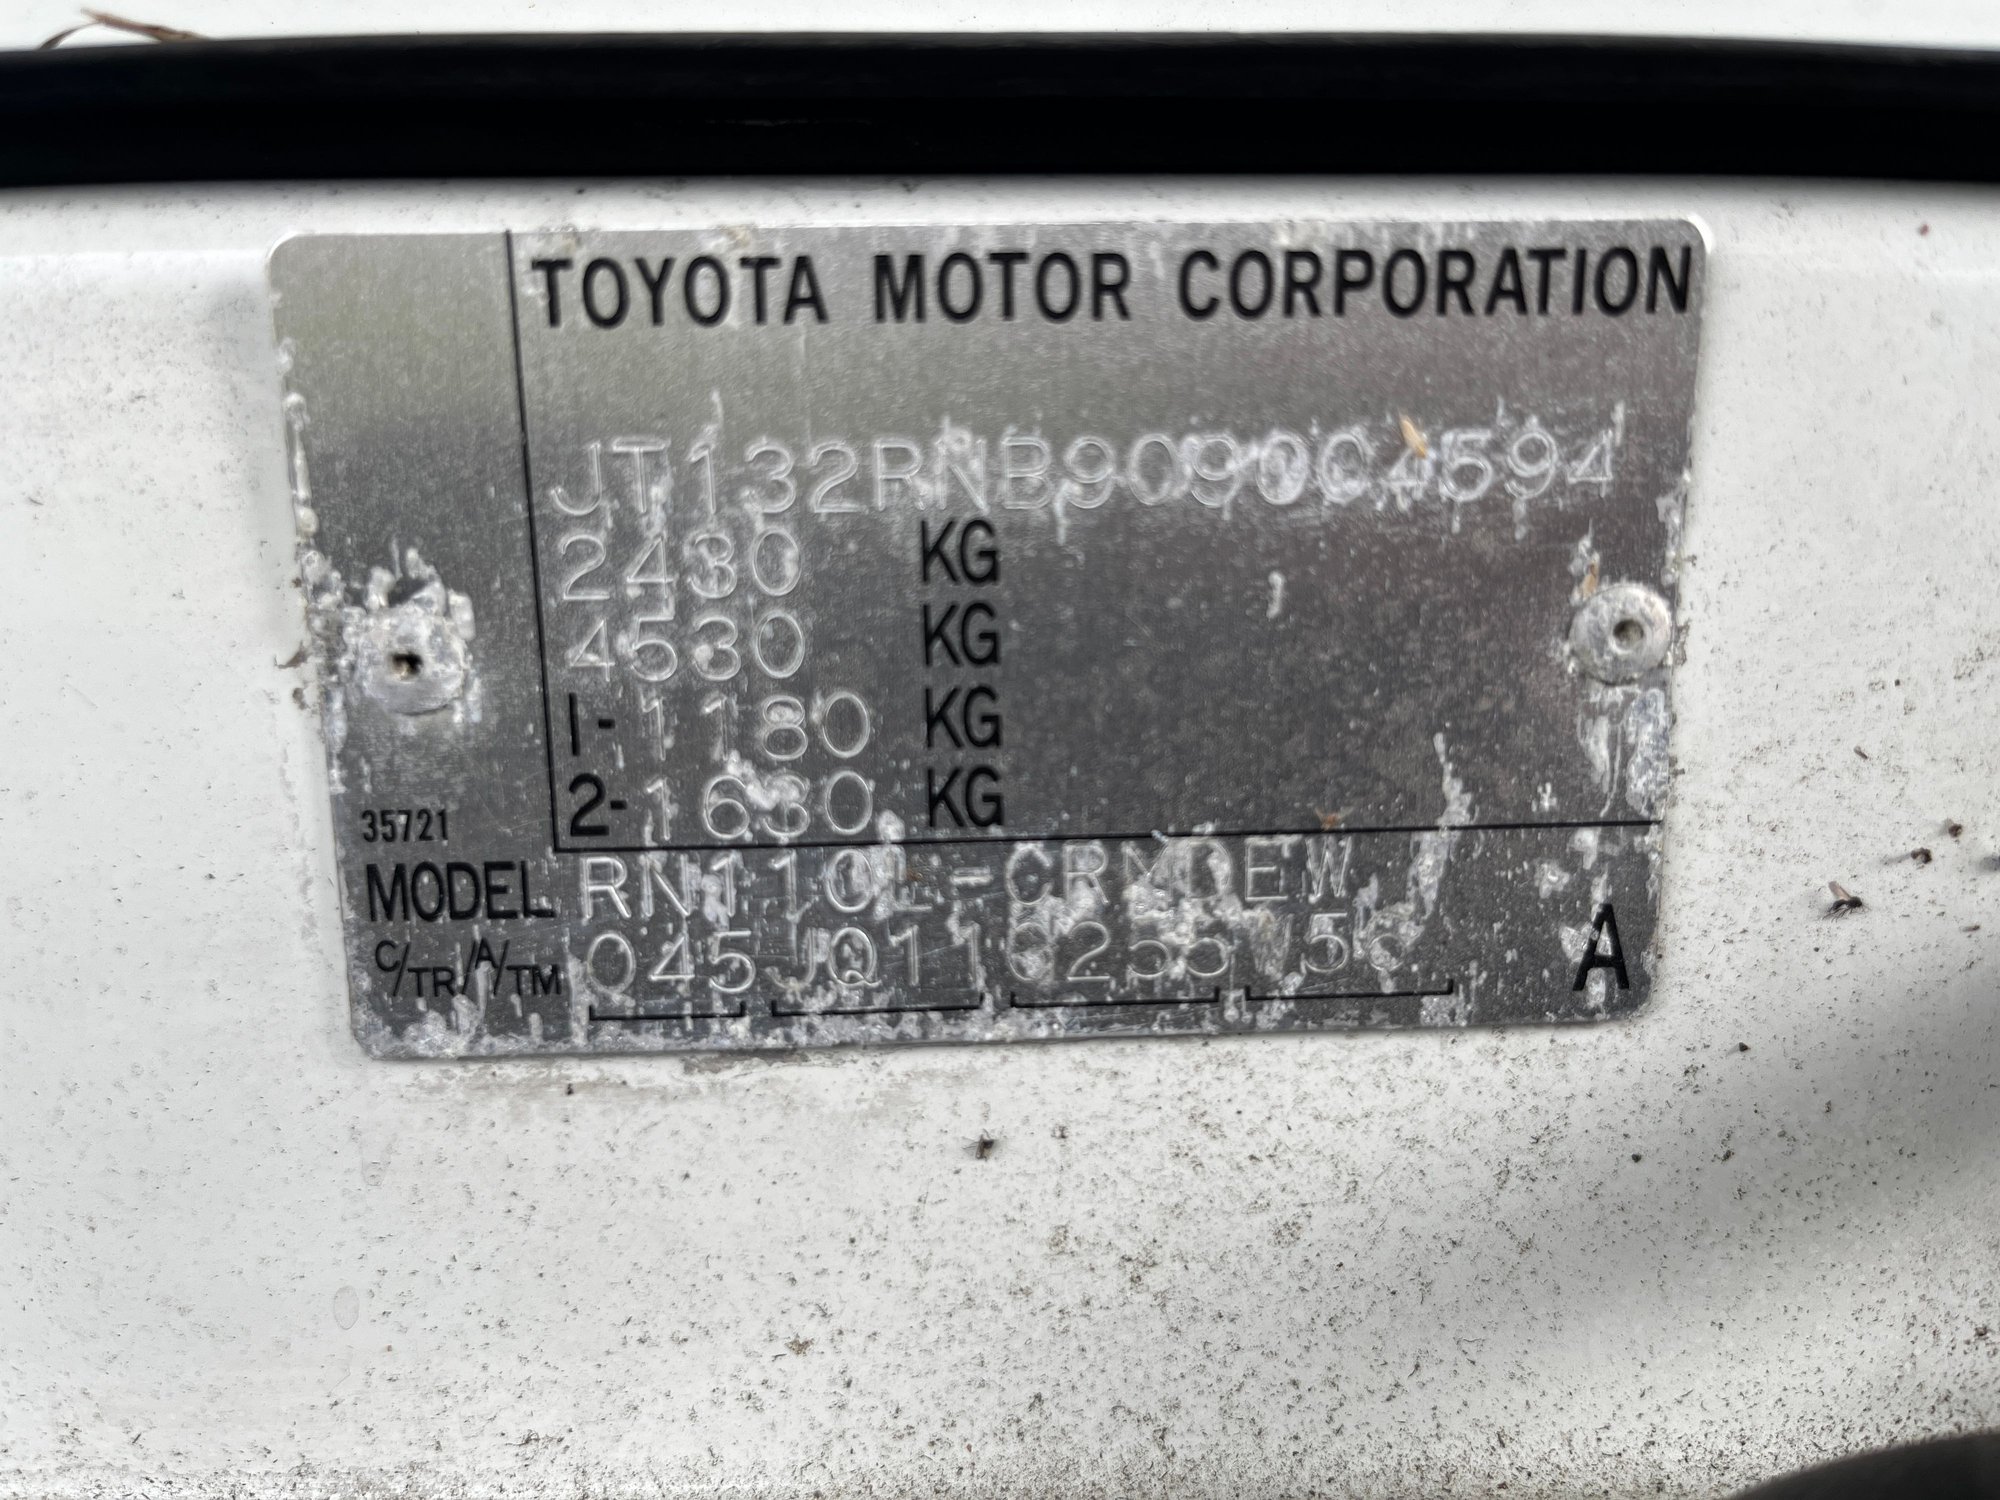 TOYOTA MOTOR CORPORATION
JT132RNB909004594
2430 KG
4530 KG
1-1180 KG
2-1630 KG
35721
MODEL RN110L-CRMDEW
C/TR/A/TM 045 JQ11 A